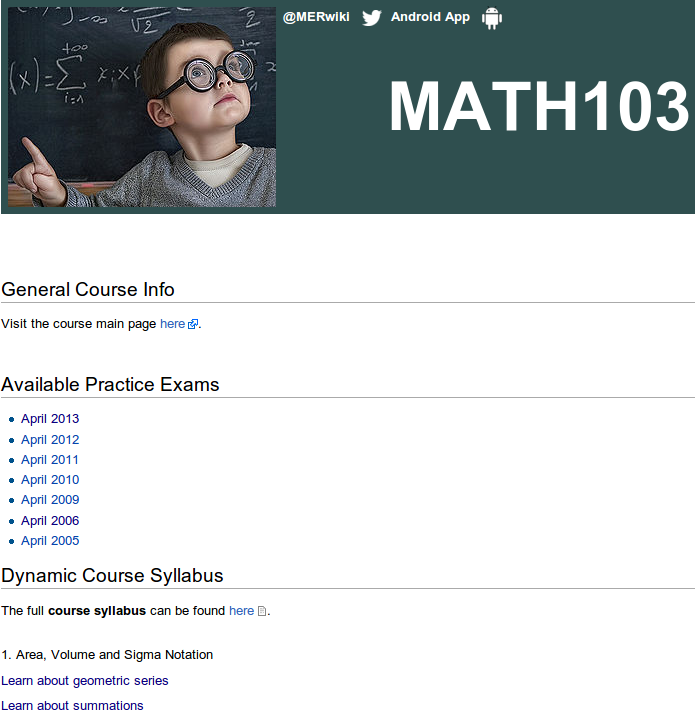 @MERwiki Android App
MATH103
General Course Info
Visit the course main page here.
Available Practice Exams
April 2013
April 2012
April 2011
April 2010
April 2009
April 2006
April 2005
Dynamic Course Syllabus
The full course syllabus can be found here.
1. Area, Volume and Sigma Notation
Learn about geometric series
Learn about summations